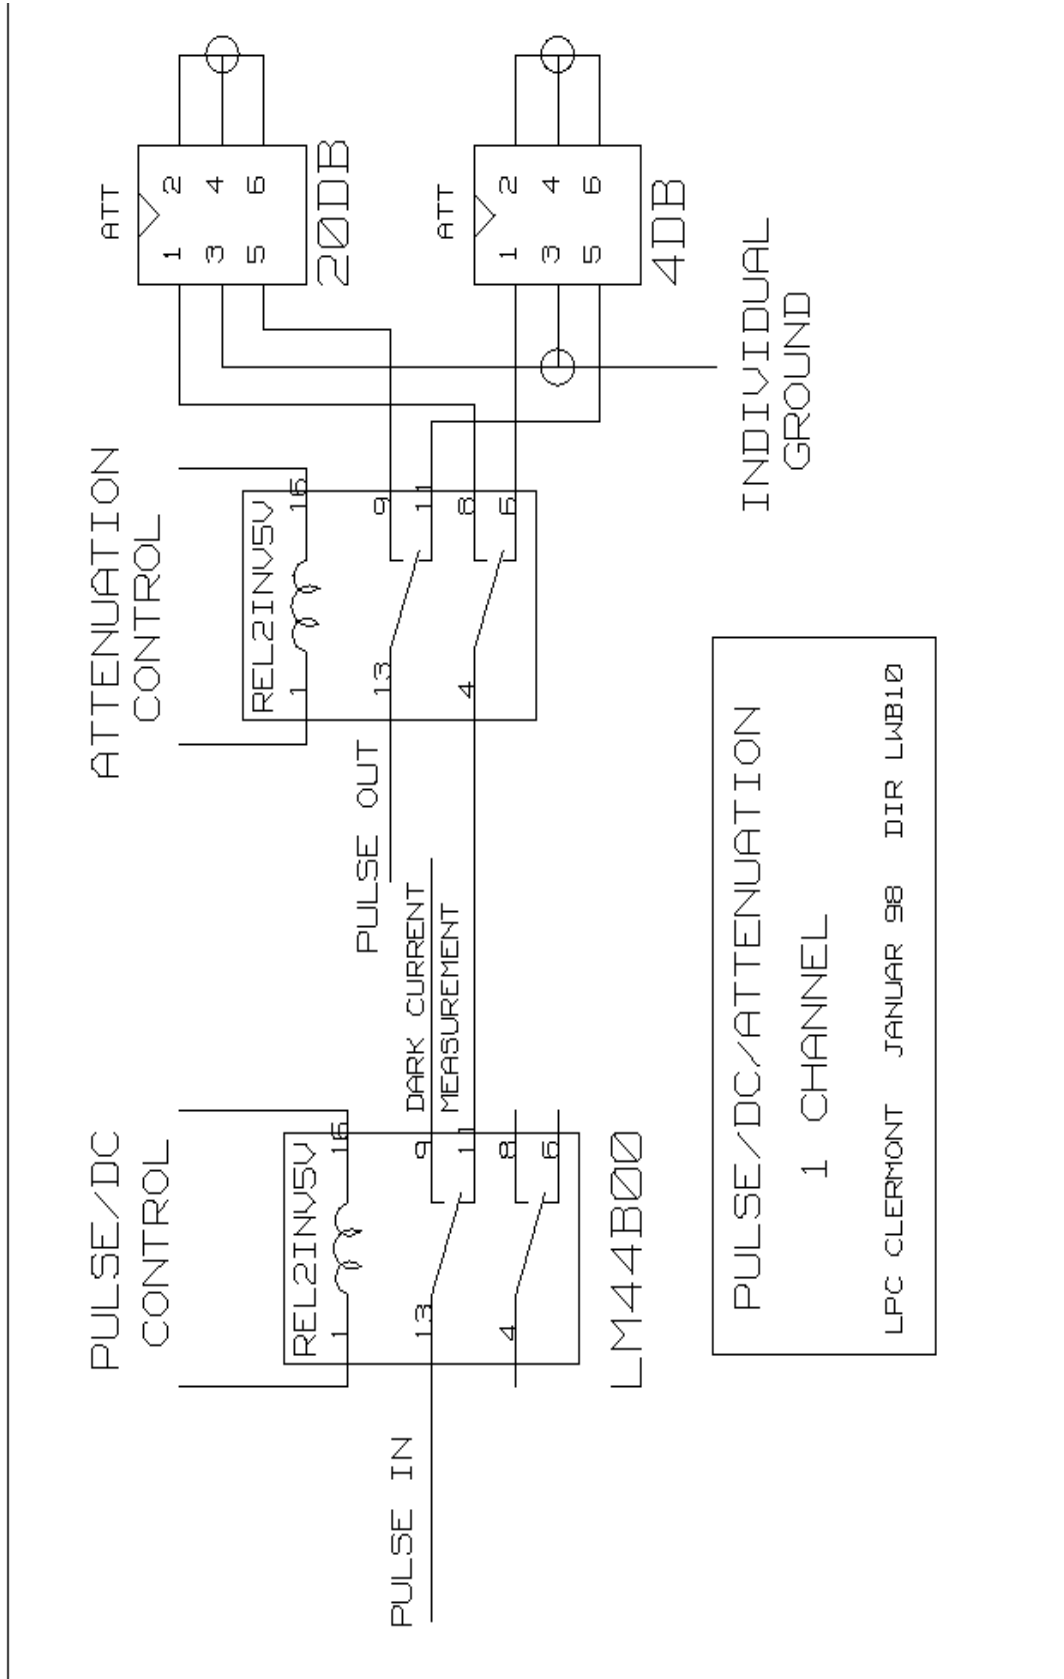 PULSE IN
PULSE/DC
CONTROL
REL2INV5V
1
16
13
9
11
4
8
6
LM44B00
DARK CURRENT
MEASUREMENT
PULSE OUT
ATTENUATION
CONTROL
REL2INV5V
1
16
13
9
11
4
8
6
ATT
1 2
3 4
5 6
20DB
ATT
1 2
3 4
5 6
4DB
INDIVIDUAL
GROUND
PULSE/DC/ATTENUATION
1 CHANNEL
LPC CLERMONT JANUAR 98 DIR LWB10